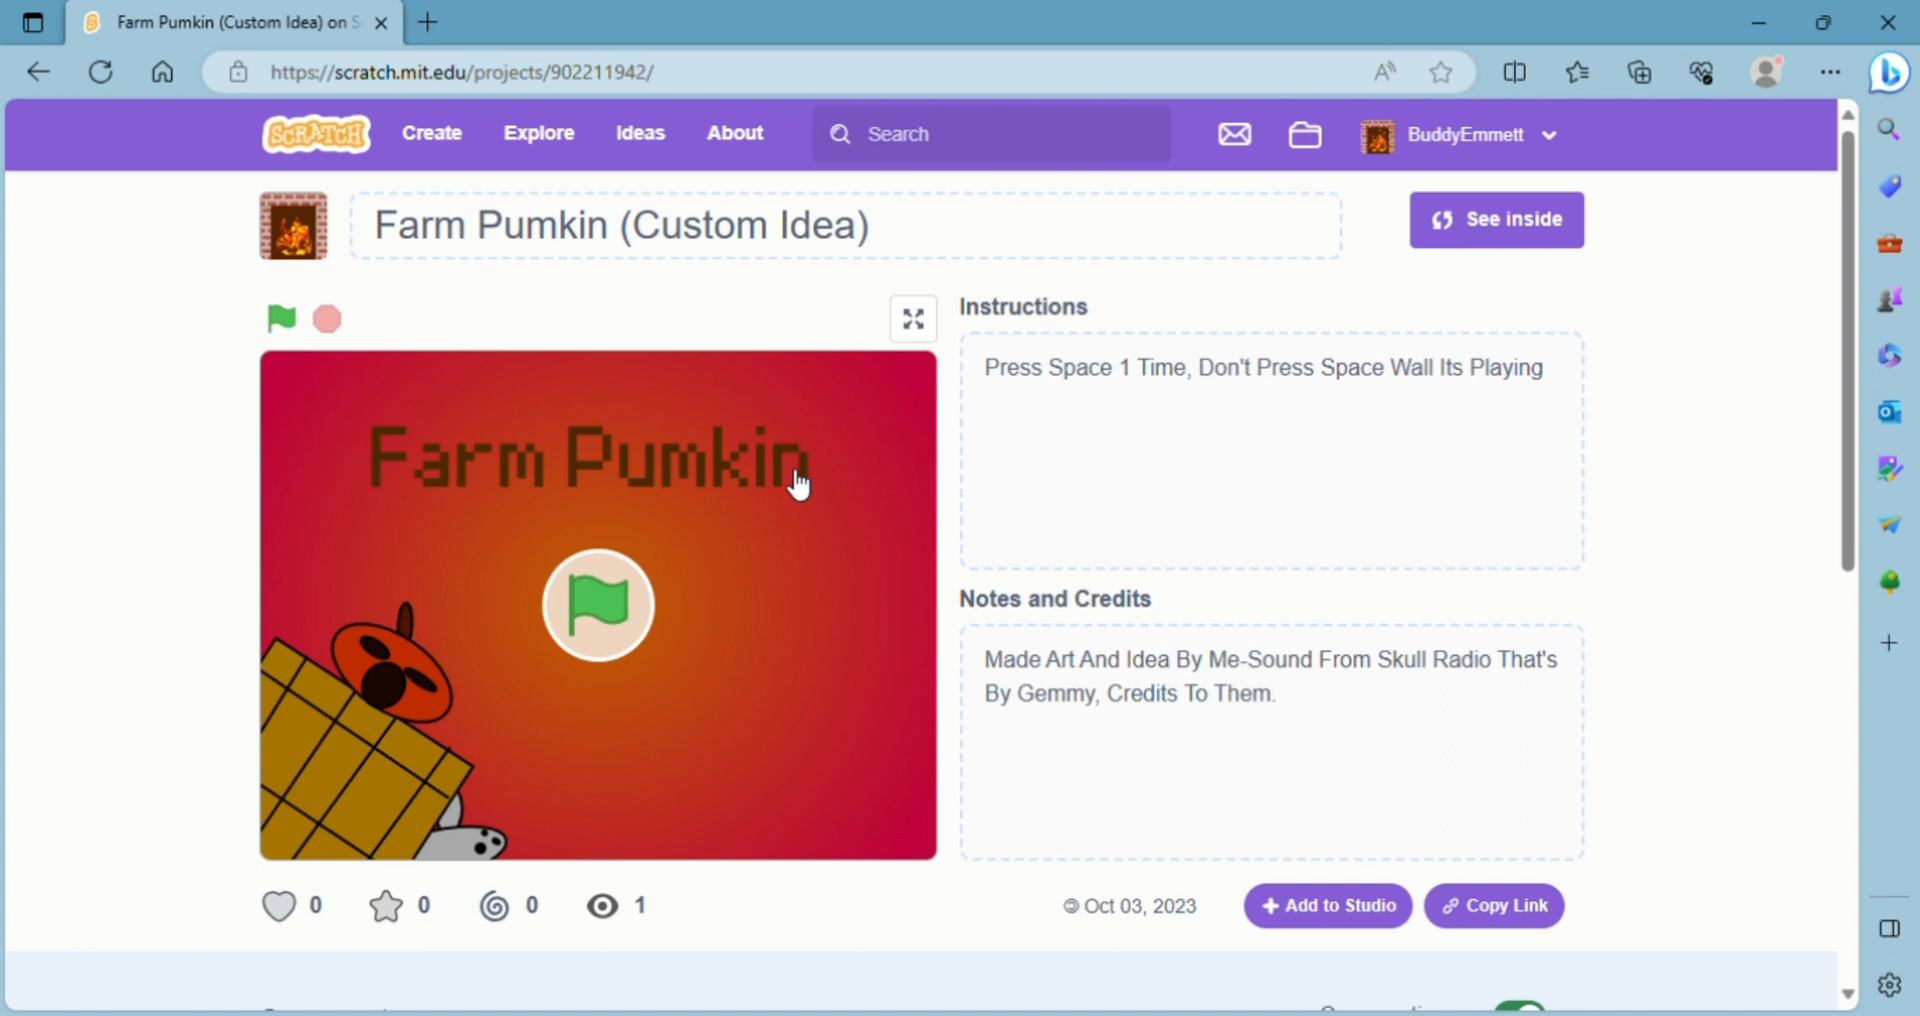 Farm Pumkin (Custom Idea) on S
https://scratch.mit.edu/projects/902211942/
SCRATCH Create Explore Ideas About Search BuddyEmmett
Farm Pumkin (Custom Idea)
See inside
Instructions
Press Space 1 Time, Don't Press Space Wall Its Playing
Farm Pumkin
Notes and Credits
Made Art And Idea By Me-Sound From Skull Radio That's
By Gemmy, Credits To Them.
0 0 0 1
© Oct 03, 2023
Add to Studio
Copy Link